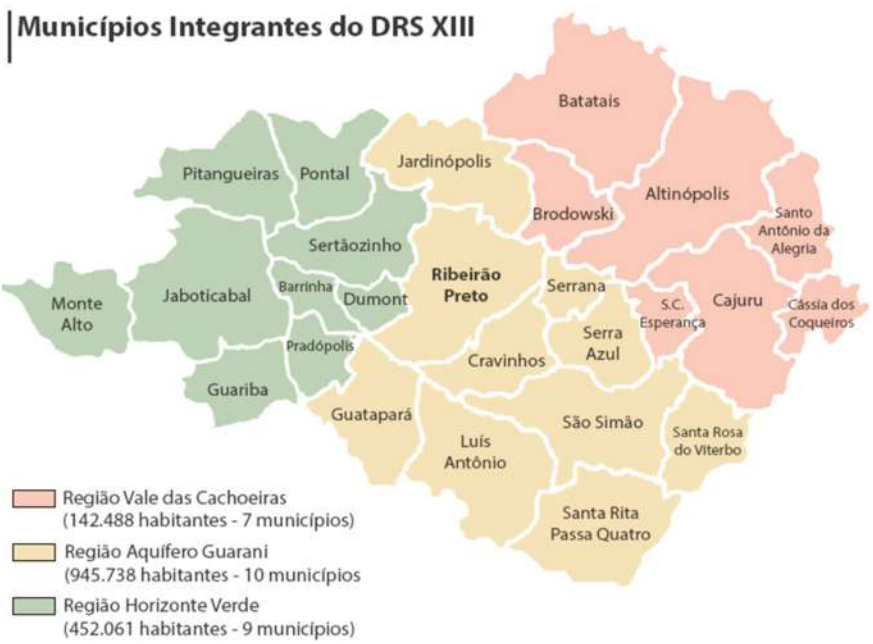 Municípios Integrantes do DRS XIII
Batatais
Pitangueiras
Pontal
Jardinópolis
Altinópolis
Brodowski
Santo
Antônio da
Alegria
Sertãozinho
Jaboticabal
Barrinha
Dumont
Ribeirão
Preto
Serrana
Monte
Alto
S.C.
Esperança
Cajuru
Cássia dos
Coqueiros
Pradópolis
Cravinhos
Serra
Azul
Guariba
Guatapará
Luís
Antônio
São Simão
Santa Rosa
do Viterbo
Santa Rita
Passa Quatro
Região Vale das Cachoeiras
(142.488 habitantes - 7 municípios)
Região Aquífero Guarani
(945.738 habitantes - 10 municípios
Região Horizonte Verde
(452.061 habitantes - 9 municípios)